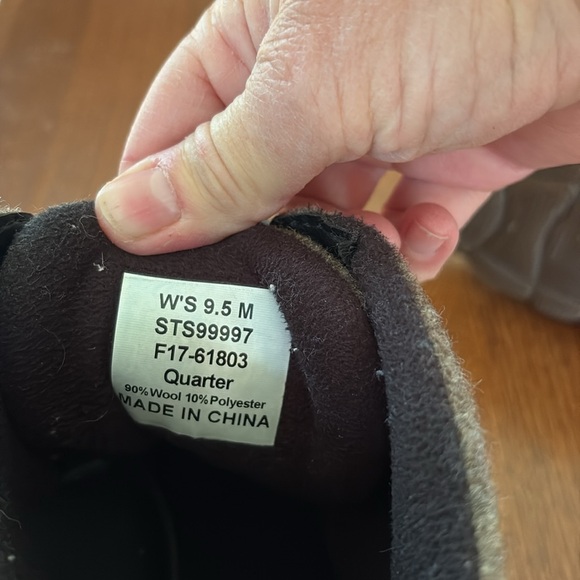 W'S 9.5 M
STS99997
F17-61803
Quarter
90%Wool 10%Polyester
MADE IN CHINA